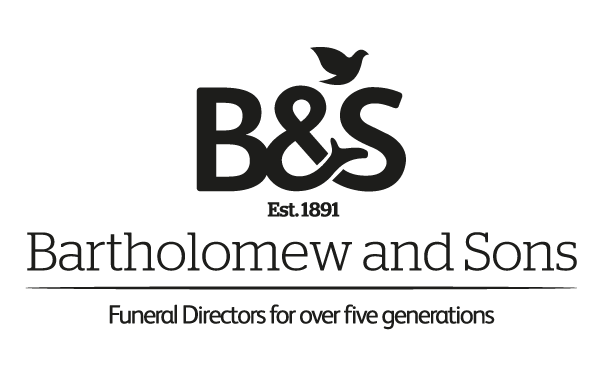 B&S
Est. 1891
Bartholomew and Sons
Funeral Directors for over five generations